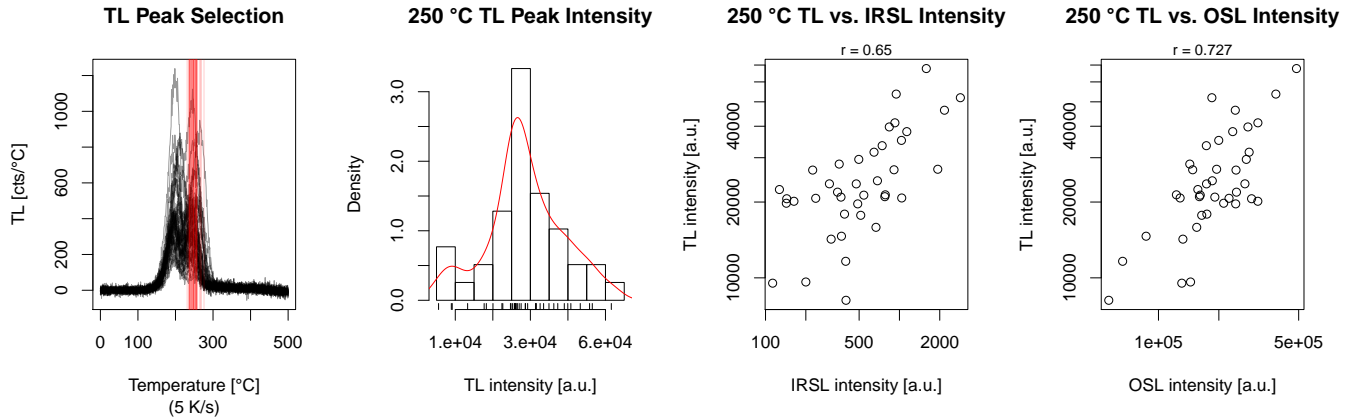 TL Peak Selection
TL [cts/°C]
0
200
600
1000
0
100
300
500
Temperature [°C]
(5 K/s)
250 °C TL Peak Intensity
Density
0.0
1.0
2.0
3.0
1.e+04
3.e+04
6.e+04
TL intensity [a.u.]
250 °C TL vs. IRSL Intensity
r = 0.65
TL intensity [a.u.]
10000
20000
40000
100
500
2000
IRSL intensity [a.u.]
250 °C TL vs. OSL Intensity
r = 0.727
TL intensity [a.u.]
10000
20000
40000
1e+05
5e+05
OSL intensity [a.u.]